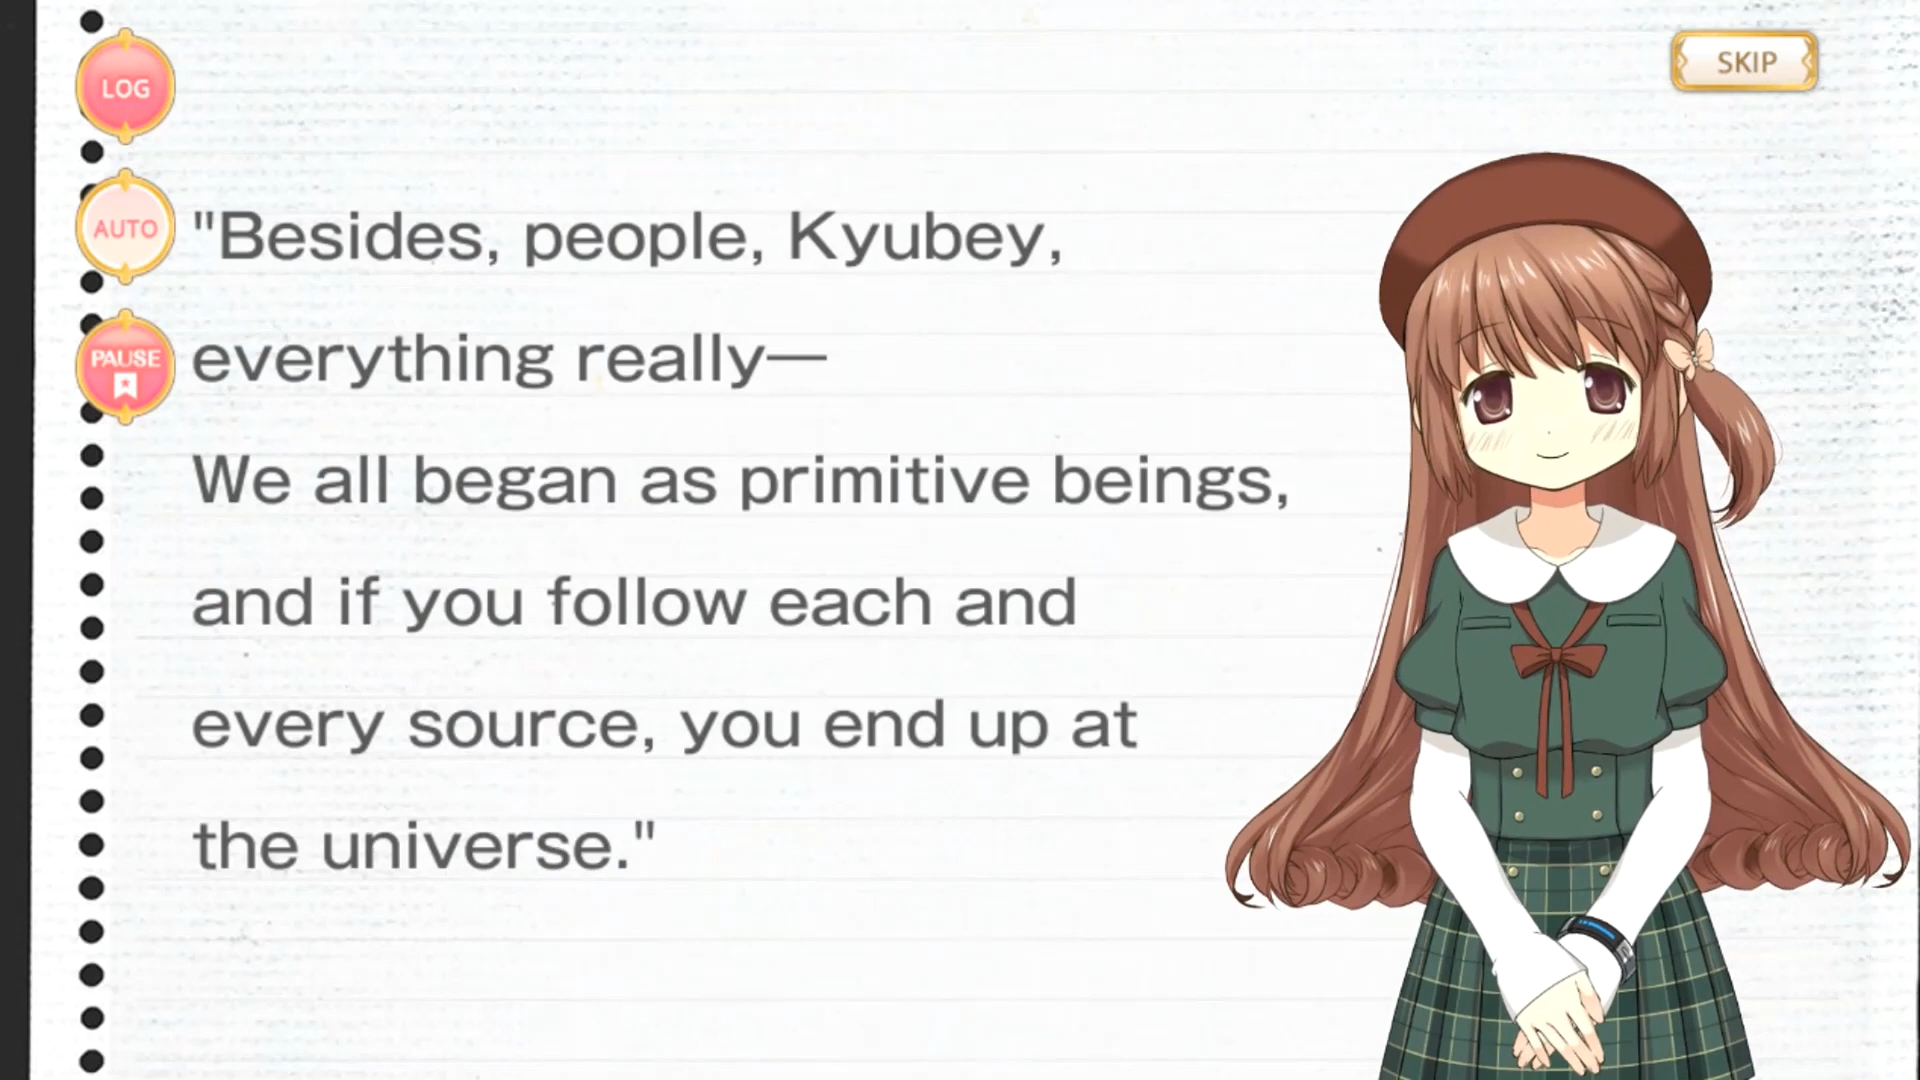 LOG
SKIP
AUTO
PAUSE
"Besides, people, Kyubey,
everything really—
We all began as primitive beings,
and if you follow each and
every source, you end up at
the universe."